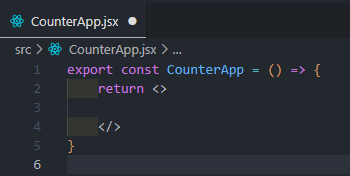 CounterApp.jsx
src > CounterApp.jsx > ...
1 export const CounterApp = () => {
2 return <>
3
4 </>
5 }
6